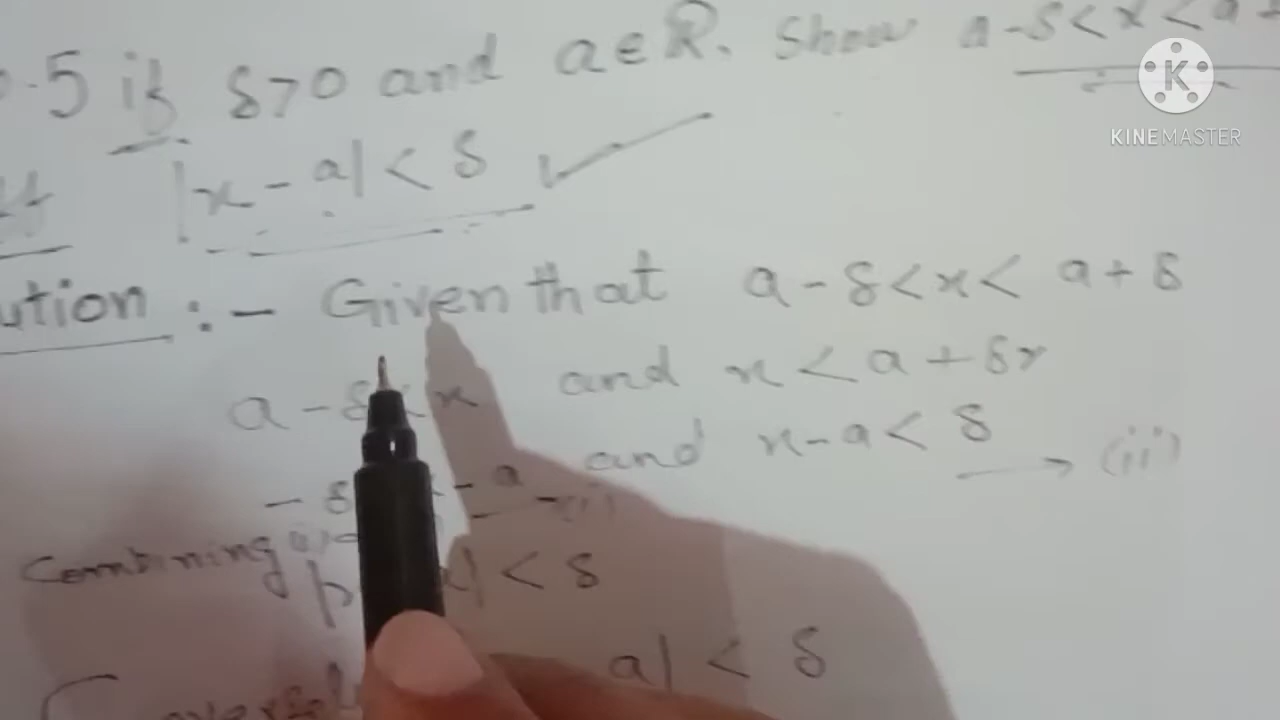 .5 if δ>0 and a∈ℝ. Show a-δ<x<a+
|x-a|<δ
KINEMASTER
ution :- Given that a-δ<x<a+δ
a-δ<x and x<a+δ
-δ -a and x-a<δ → (ii)
Combining
<δ
a|<δ